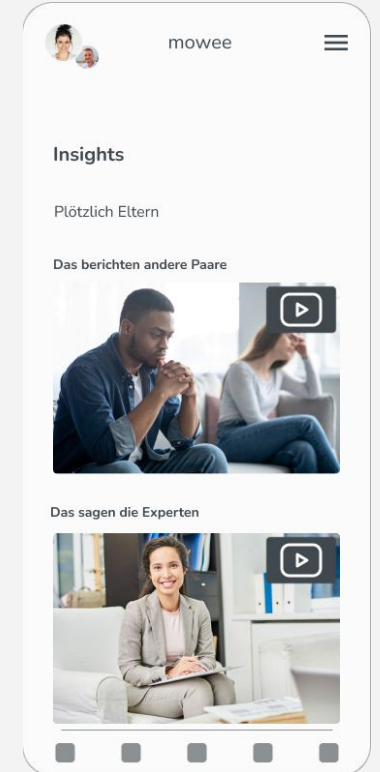 mowee
Insights
Plötzlich Eltern
Das berichten andere Paare
Das sagen die Experten